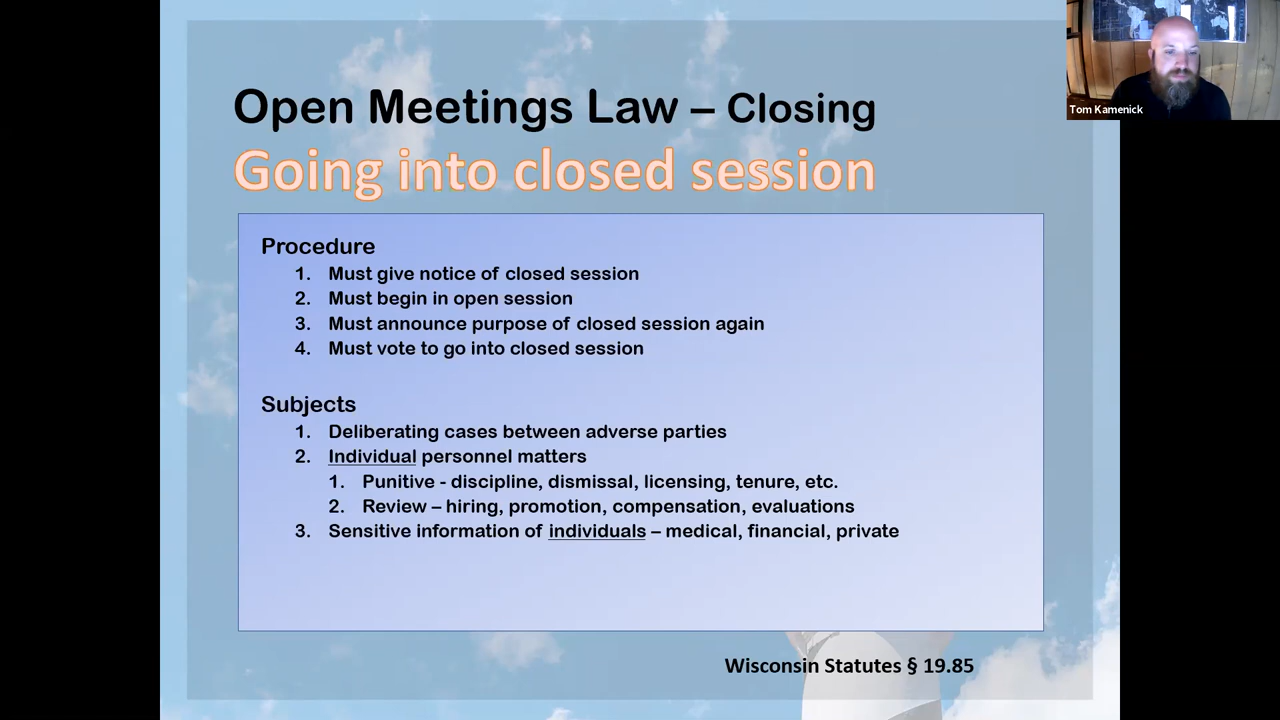 Open Meetings Law – Closing
Going into closed session
Procedure
1. Must give notice of closed session
2. Must begin in open session
3. Must announce purpose of closed session again
4. Must vote to go into closed session
Subjects
1. Deliberating cases between adverse parties
2. Individual personnel matters
1. Punitive - discipline, dismissal, licensing, tenure, etc.
2. Review – hiring, promotion, compensation, evaluations
3. Sensitive information of individuals – medical, financial, private
Wisconsin Statutes § 19.85
Tom Kamenick